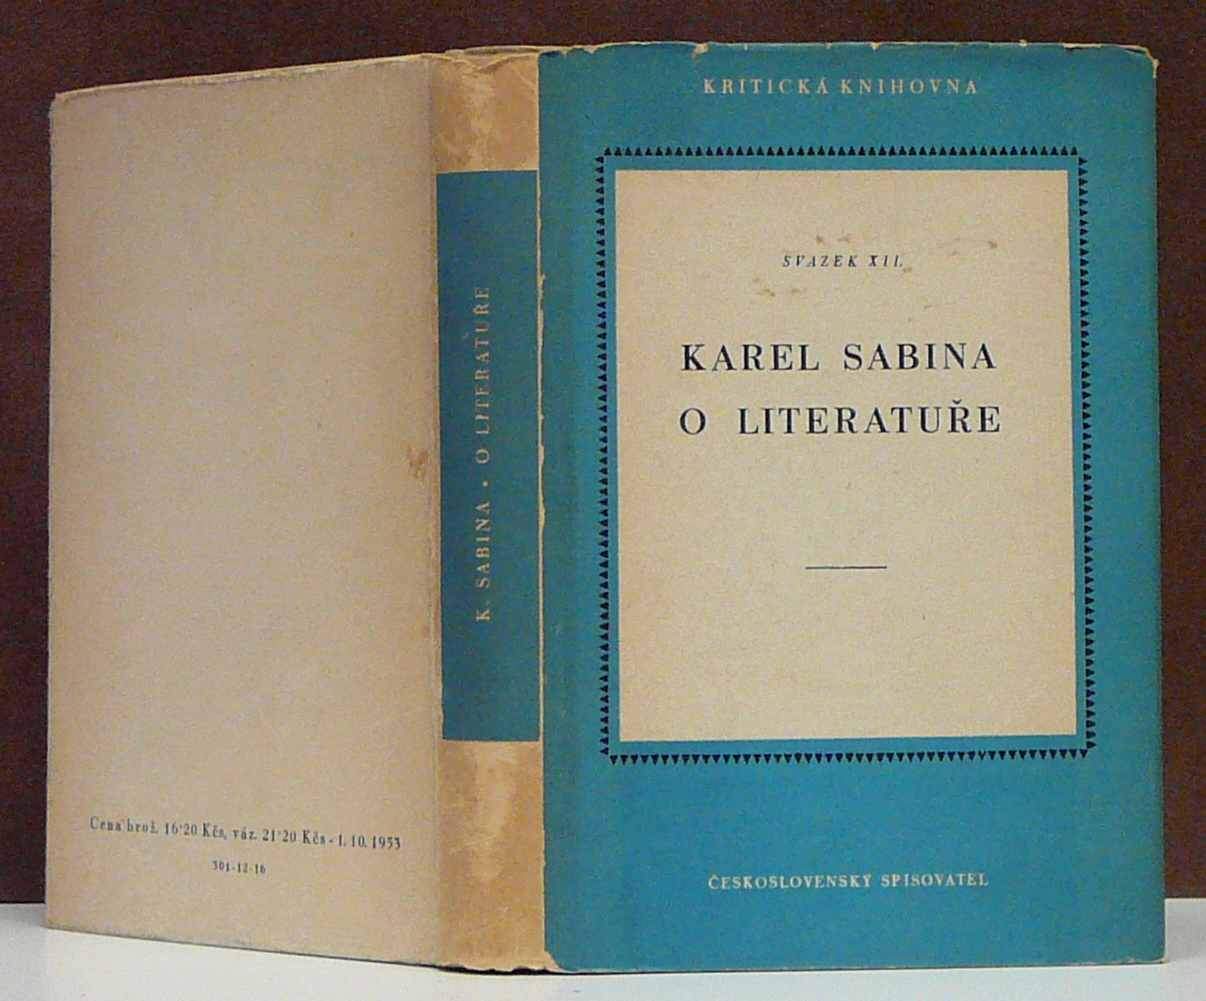 KRITICKÁ KNIHOVNA
SVAZEK XII.
KAREL SABINA
O LITERATUŘE
ČESKOSLOVENSKÝ SPISOVATEL
K. SABINA • O LITERATUŘE
Cena brož. 16'20 Kčs, váz. 21'20 Kčs - 1. 10. 1953
301-12-16